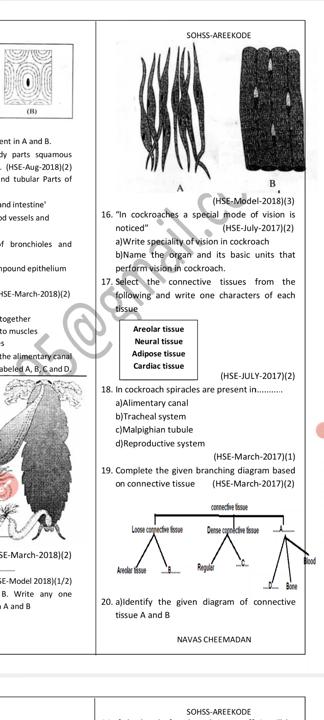 (B)
ent in A and B.
dy parts squamous
. (HSE-Aug-2018)(2)
nd tubular Parts of
and intestine'
od vessels and
of bronchioles and
mpound epithelium
HSE-March-2018)(2)
together
to muscles
es
the alimentary canal
labeled A, B, C and D.
SE-March-2018)(2)
SE-Model 2018)(1/2)
B. Write any one
n A and B
SOHSS-AREEKODE
A B
(HSE-Model-2018)(3)
16. "In cockroaches a special mode of vision is
noticed" (HSE-July-2017)(2)
a)Write speciality of vision in cockroach
b)Name the organ and its basic units that
perform vision in cockroach.
17. Select the connective tissues from the
following and write one characters of each
tissue
Areolar tissue
Neural tissue
Adipose tissue
Cardiac tissue
(HSE-JULY-2017)(2)
18. In cockroach spiracles are present in...........
a)Alimentary canal
b)Tracheal system
c)Malpighian tubule
d)Reproductive system
(HSE-March-2017)(1)
19. Complete the given branching diagram based
on connective tissue (HSE-March-2017)(2)
connective tissue
Loose connective tissue Dense connective tissue A
Areolar tissue B Regular C D Bone Blood
20. a)Identify the given diagram of connective
tissue A and B
NAVAS CHEEMADAN
SOHSS-AREEKODE